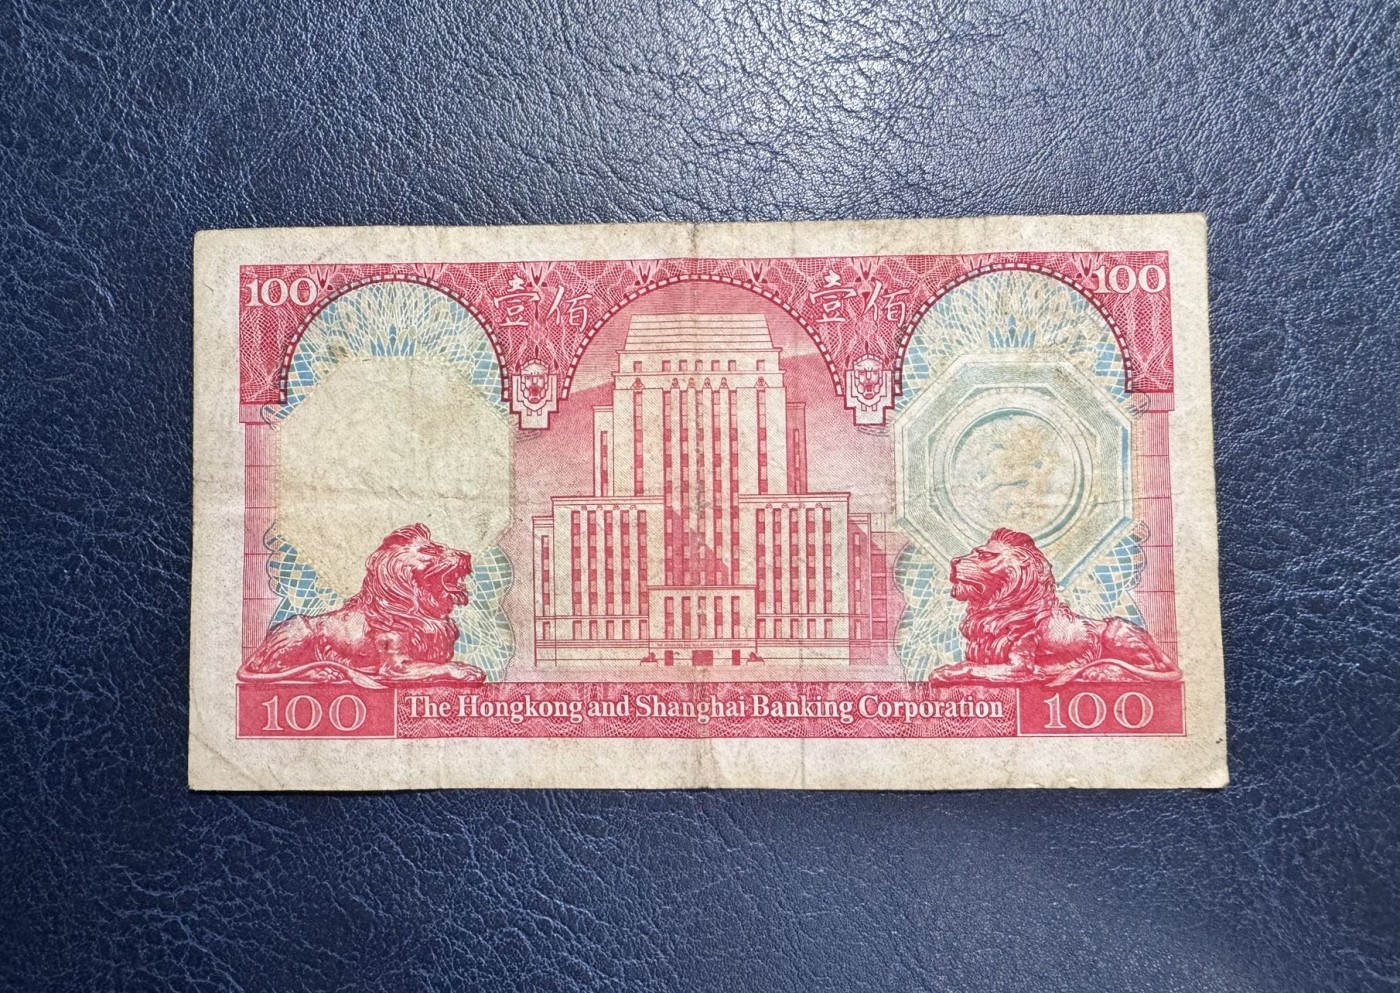 100 壹佰 壹佰 100
100 The Hongkong and Shanghai Banking Corporation 100